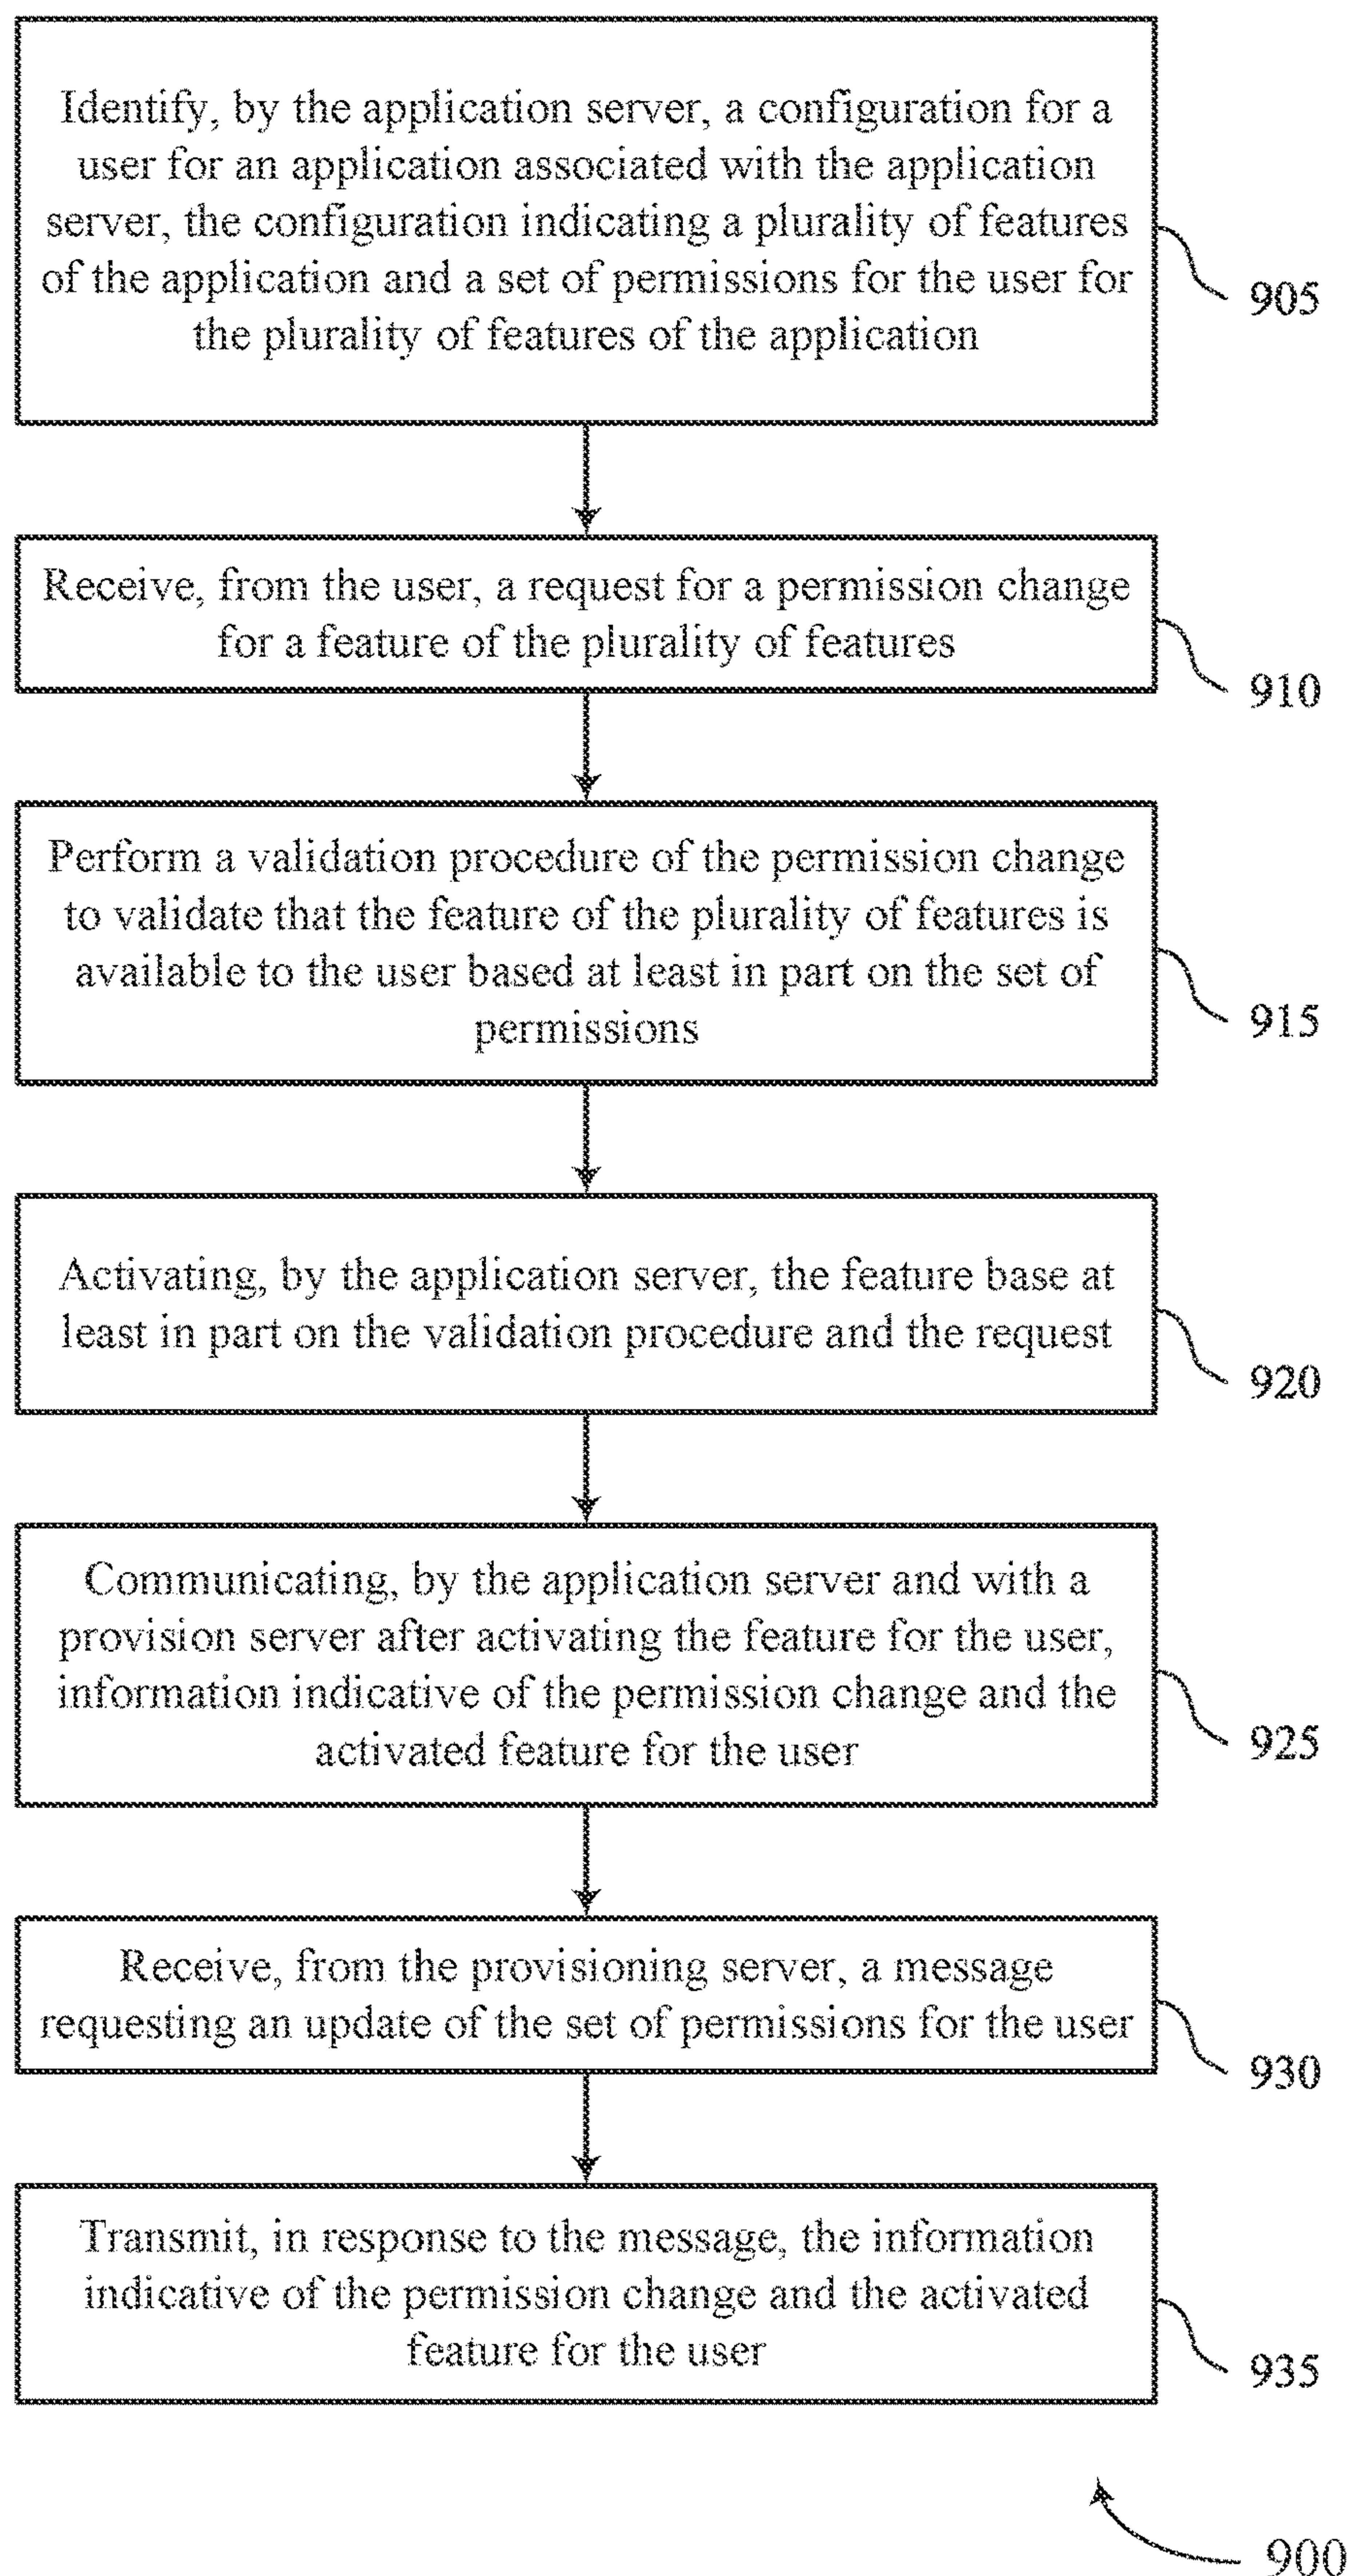 Identify, by the application server, a configuration for a
user for an application associated with the application
server, the configuration indicating a plurality of features
of the application and a set of permissions for the user for
the plurality of features of the application
905
Receive, from the user, a request for a permission change
for a feature of the plurality of features
910
Perform a validation procedure of the permission change
to validate that the feature of the plurality of features is
available to the user based at least in part on the set of
permissions
915
Activating, by the application server, the feature base at
least in part on the validation procedure and the request
920
Communicating, by the application server and with a
provision server after activating the feature for the user,
information indicative of the permission change and the
activated feature for the user
925
Receive, from the provisioning server, a message
requesting an update of the set of permissions for the user
930
Transmit, in response to the message, the information
indicative of the permission change and the activated
feature for the user
935
900